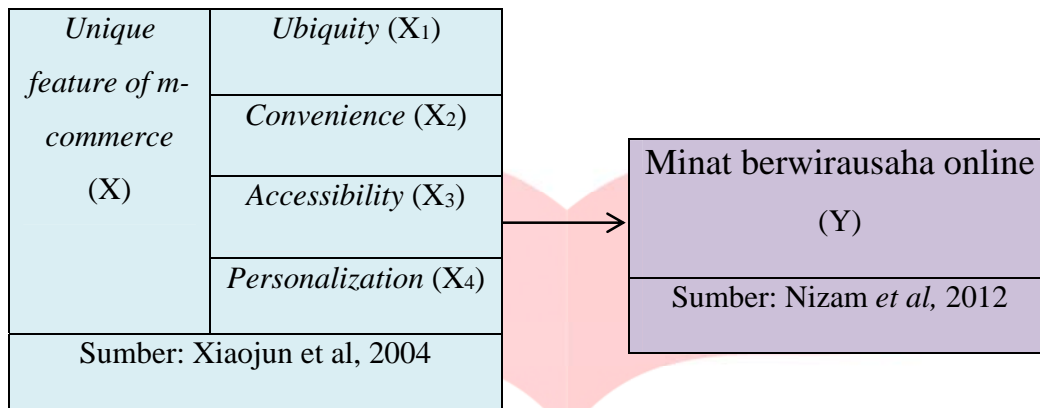 Unique
feature of m-
commerce
(X)
Ubiquity (X₁)
Convenience (X₂)
Accessibility (X₃)
Personalization (X₄)
Sumber: Xiaojun et al, 2004
Minat berwirausaha online
(Y)
Sumber: Nizam et al, 2012